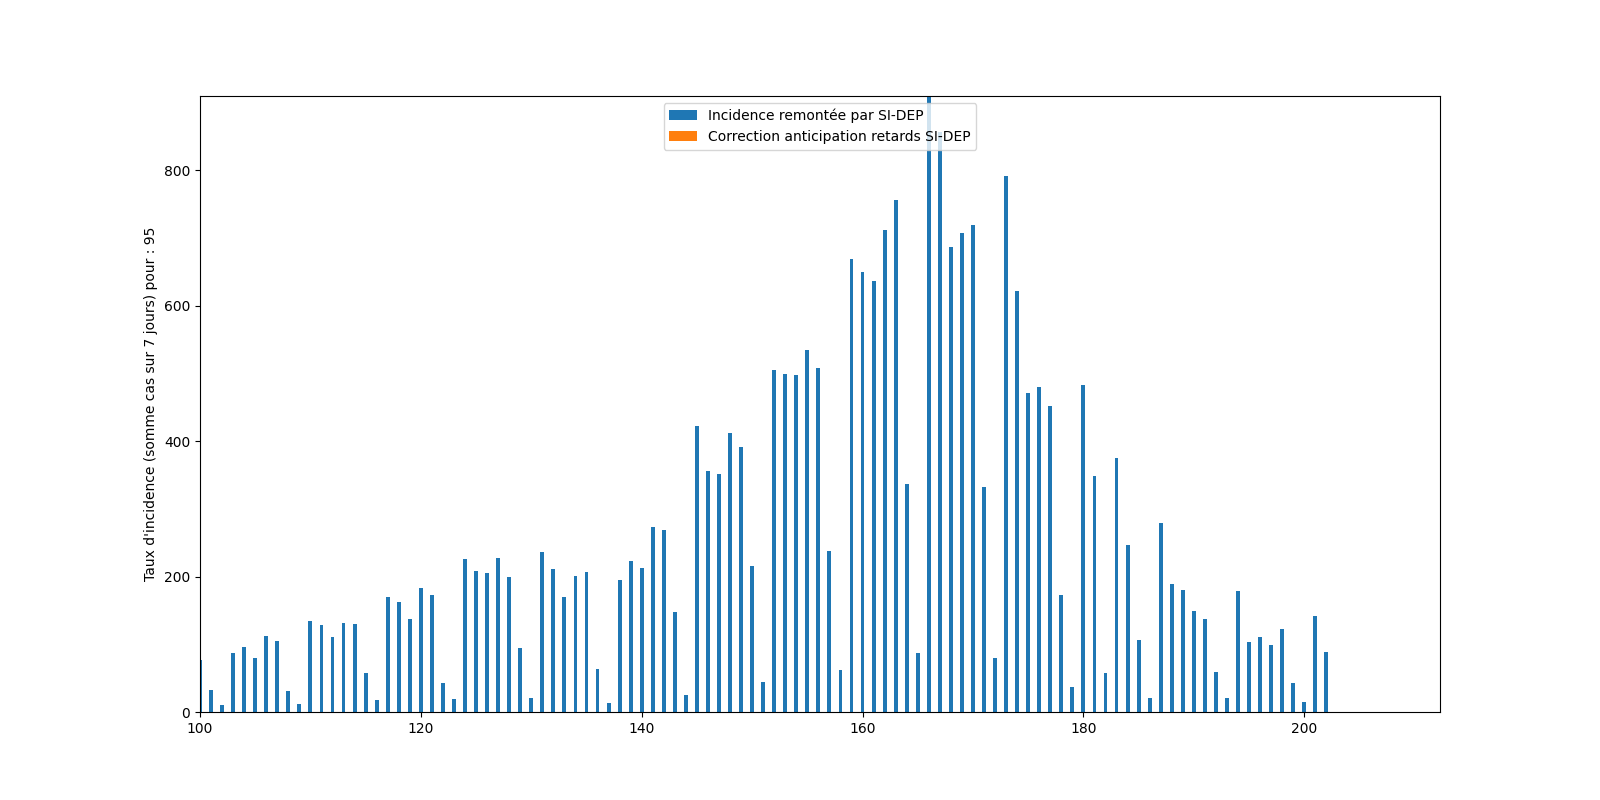 Incidence remontée par SI-DEP
Correction anticipation retards SI-DEP
Taux d'incidence (somme cas sur 7 jours) pour : 95
800
600
400
200
0
100 120 140 160 180 200